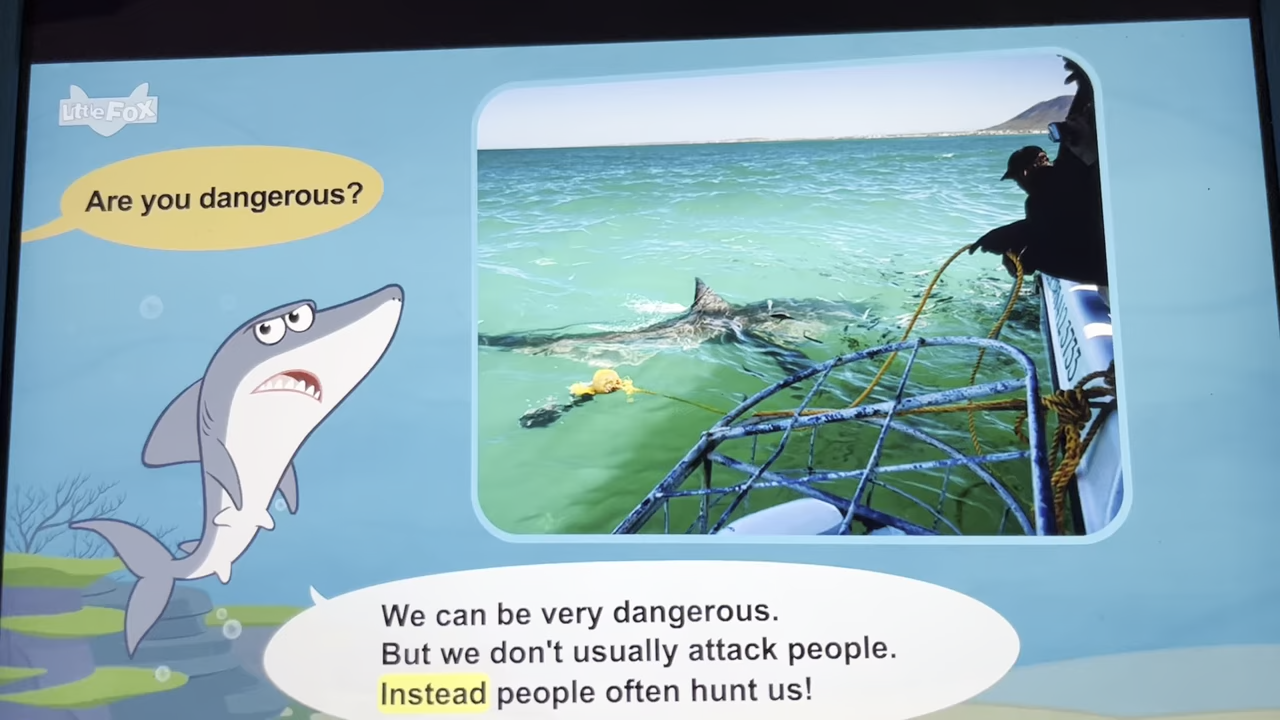 Little Fox
Are you dangerous?
We can be very dangerous.
But we don't usually attack people.
Instead people often hunt us!